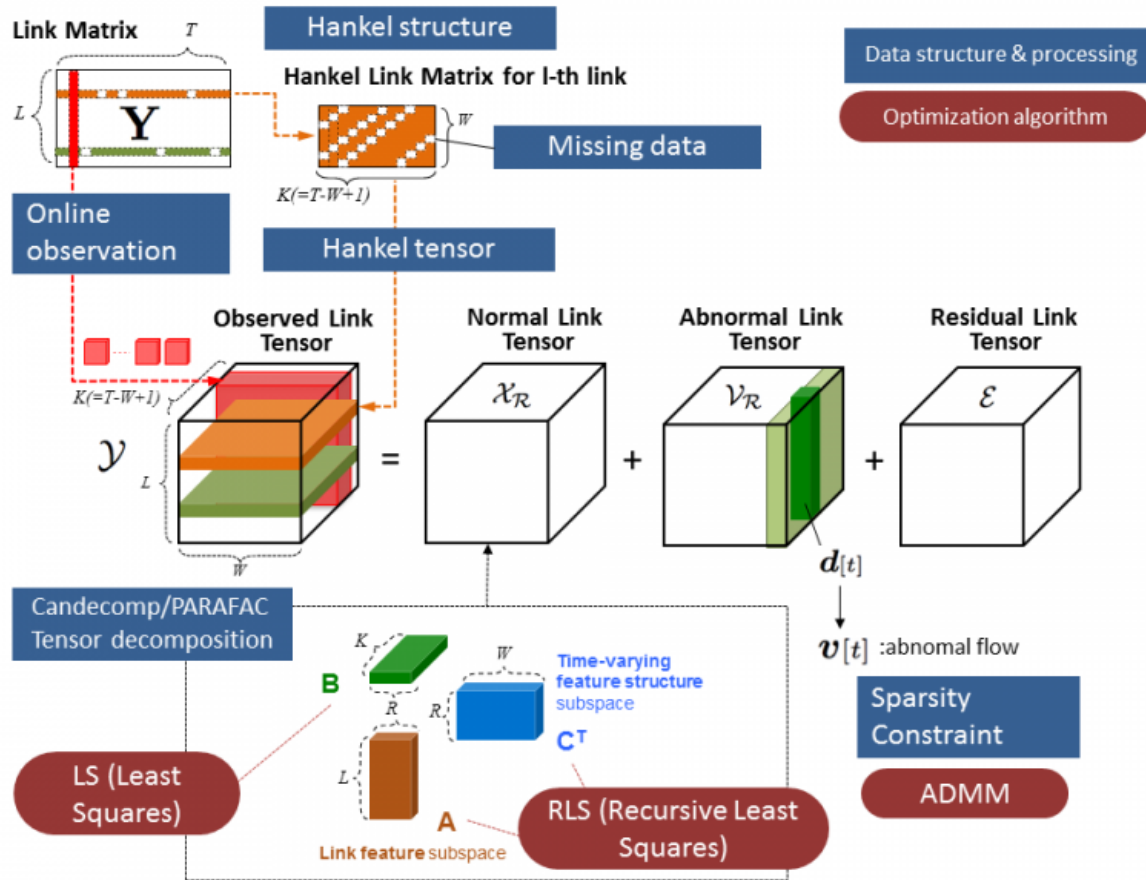 Link Matrix
T
Hankel structure
Data structure & processing
Optimization algorithm
Hankel Link Matrix for l-th link
L
Y
W
Missing data
K(=T-W+1)
Online
observation
Hankel tensor
Observed Link
Tensor
Normal Link
Tensor
Abnormal Link
Tensor
Residual Link
Tensor
K(=T-W+1)
𝒴
L
W
=
𝒳ℛ
+
𝒱ℛ
+
ℰ
d[t]
v[t] :abnomal flow
Candecomp/PARAFAC
Tensor decomposition
K
B
R
W
R
Time-varying
feature structure
subspace
Cᵀ
L
A
Link feature subspace
LS (Least
Squares)
RLS (Recursive Least
Squares)
Sparsity
Constraint
ADMM